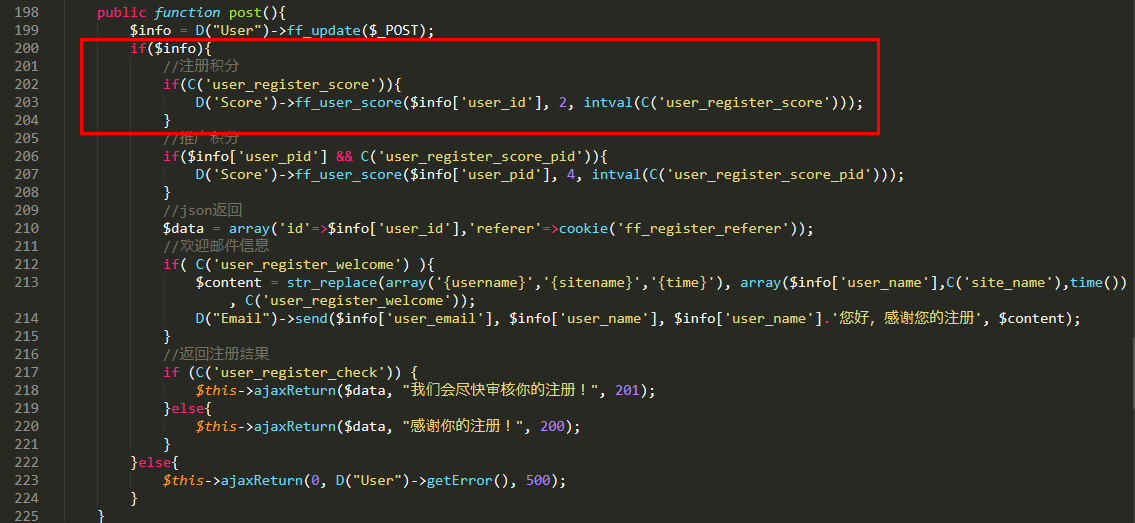 198 public function post(){
199 $info = D("User")->ff_update($_POST);
200 if($info){
201 //注册积分
202 if(C('user_register_score')){
203 D('Score')->ff_user_score($info['user_id'], 2, intval(C('user_register_score')));
204 }
205 //推广积分
206 if($info['user_pid'] && C('user_register_score_pid')){
207 D('Score')->ff_user_score($info['user_pid'], 4, intval(C('user_register_score_pid')));
208 }
209 //json返回
210 $data = array('id'=>$info['user_id'],'referer'=>cookie('ff_register_referer'));
211 //欢迎邮件信息
212 if( C('user_register_welcome') ){
213 $content = str_replace(array('{username}','{sitename}','{time}'), array($info['user_name'],C('site_name'),time())
, C('user_register_welcome'));
214 D("Email")->send($info['user_email'], $info['user_name'], $info['user_name'].'您好, 感谢您的注册', $content);
215 }
216 //返回注册结果
217 if (C('user_register_check')) {
218 $this->ajaxReturn($data, "我们会尽快审核你的注册！", 201);
219 }else{
220 $this->ajaxReturn($data, "感谢你的注册！", 200);
221 }
222 }else{
223 $this->ajaxReturn(0, D("User")->getError(), 500);
224 }
225 }